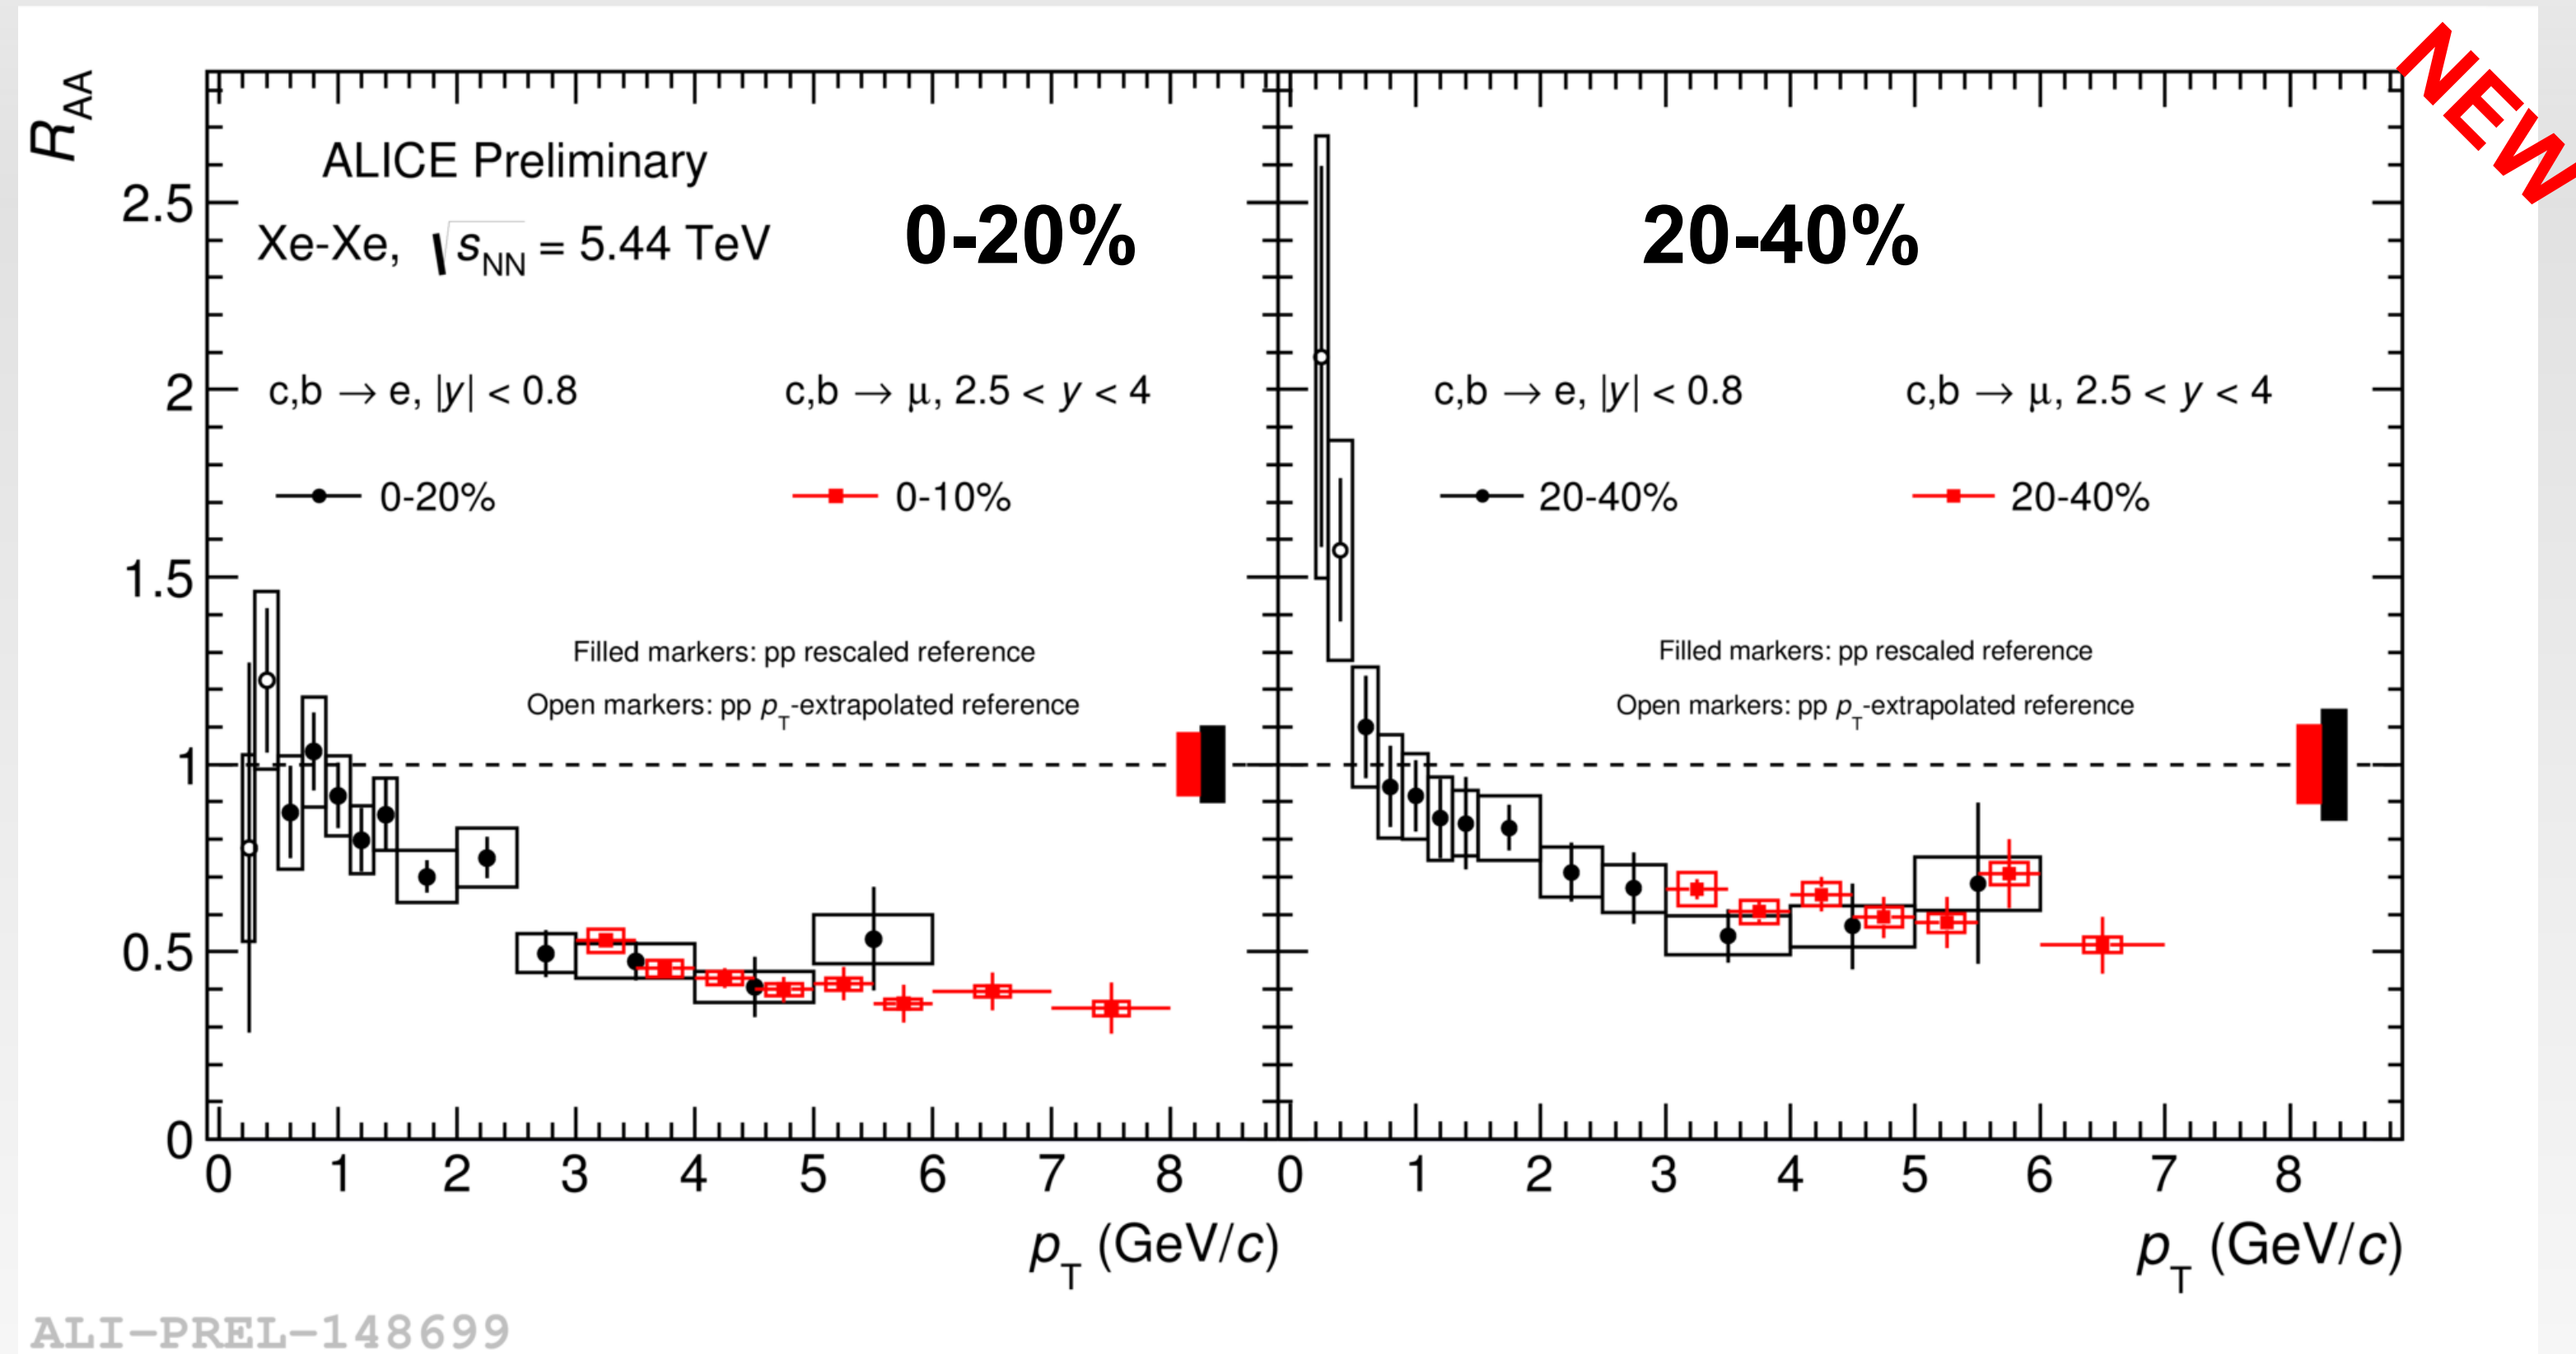 NEW
R_AA
ALICE Preliminary
Xe-Xe, √s_NN = 5.44 TeV
0-20%
20-40%
c,b → e, |y| < 0.8
c,b → μ, 2.5 < y < 4
0-20%
0-10%
Filled markers: pp rescaled reference
Open markers: pp p_T-extrapolated reference
c,b → e, |y| < 0.8
c,b → μ, 2.5 < y < 4
20-40%
20-40%
Filled markers: pp rescaled reference
Open markers: pp p_T-extrapolated reference
2.5
2
1.5
1
0.5
0
0 1 2 3 4 5 6 7 8
0 1 2 3 4 5 6 7 8
p_T (GeV/c)
p_T (GeV/c)
ALI-PREL-148699